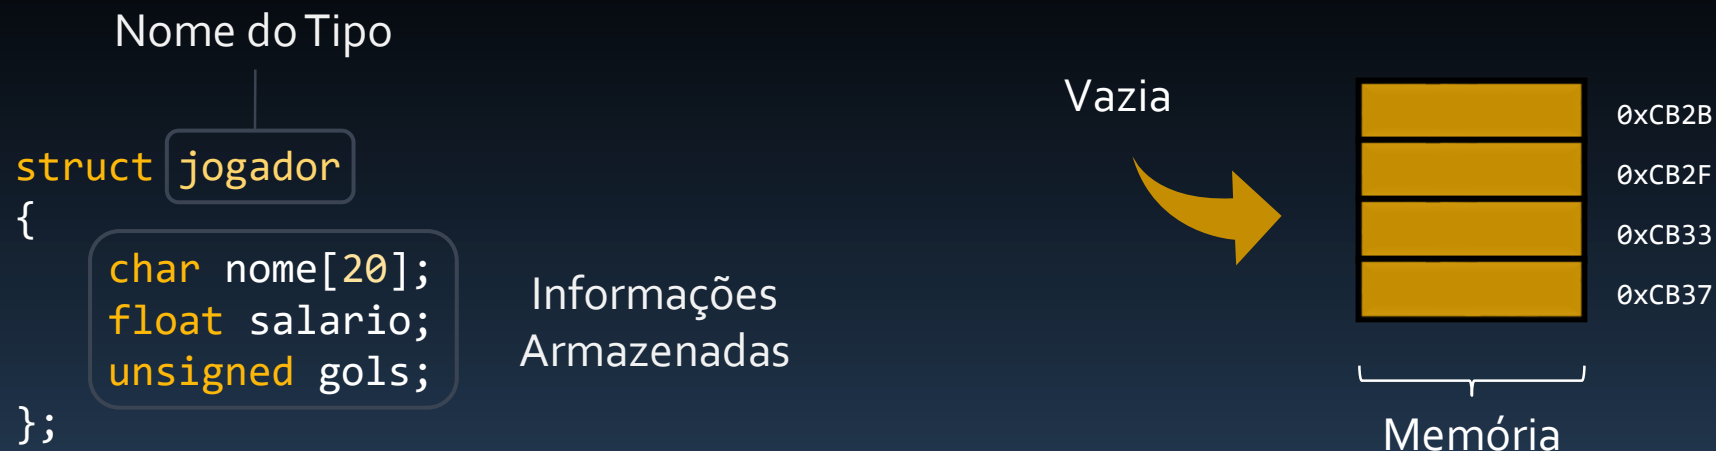 Nome do Tipo
struct jogador
{
char nome[20];
float salario;
unsigned gols;
};
Informações
Armazenadas
Vazia
0xCB2B
0xCB2F
0xCB33
0xCB37
Memória